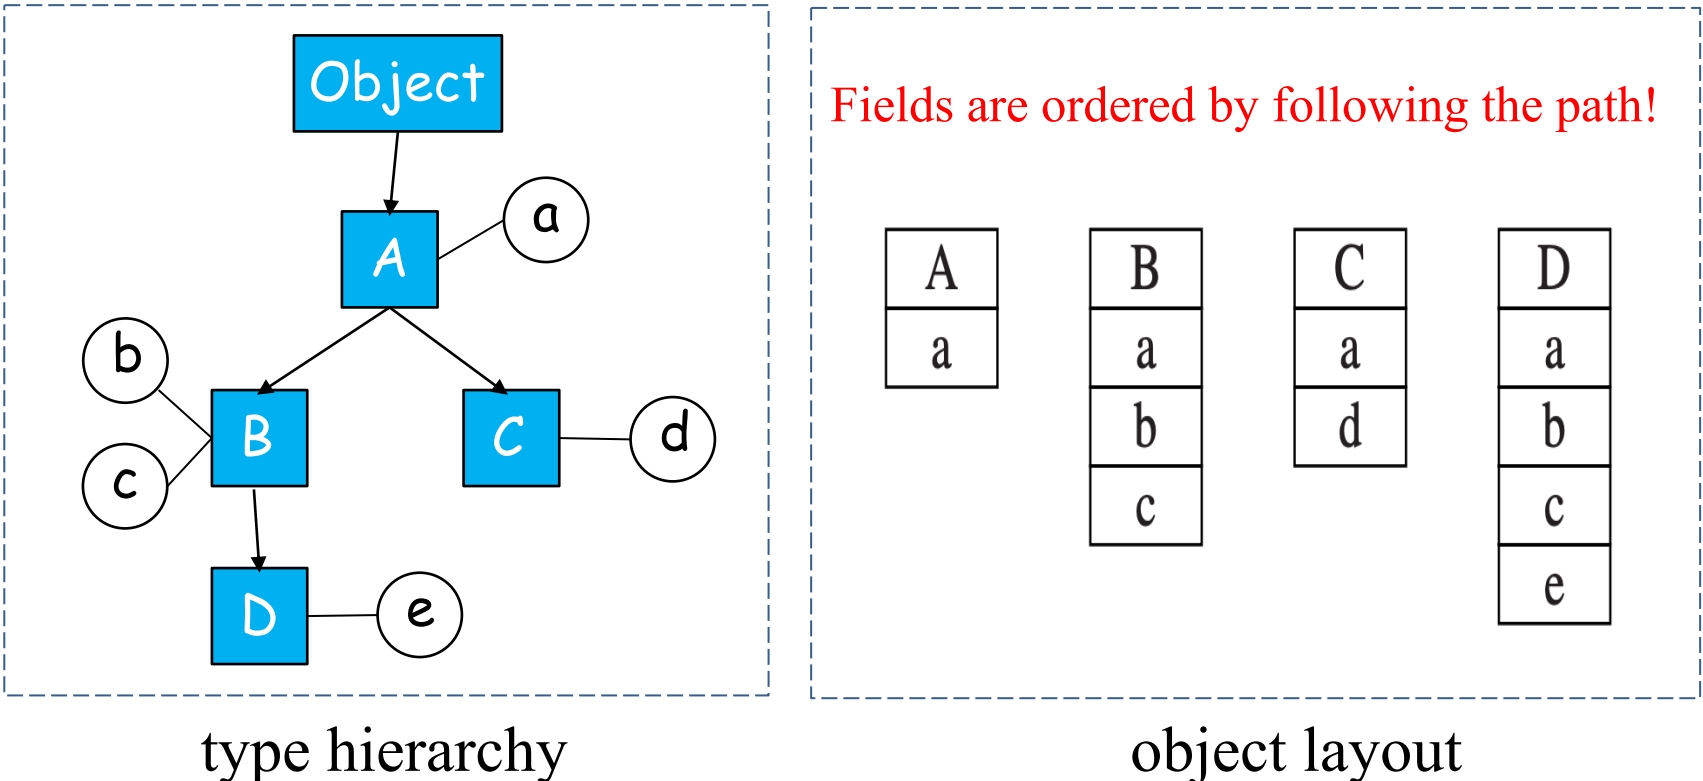 Object
A
a
b
B
C
d
c
D
e
type hierarchy
Fields are ordered by following the path!
A
a
B
a
b
c
C
a
d
D
a
b
c
e
object layout